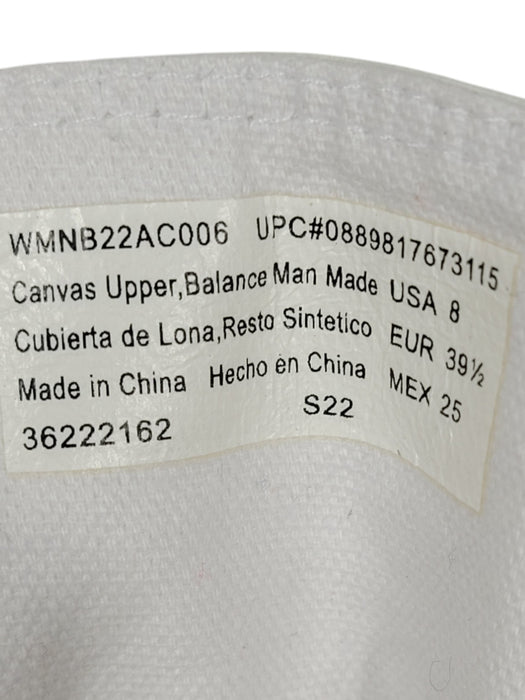 WMNB22AC006 UPC#0889817673115
Canvas Upper,Balance Man Made USA 8
Cubierta de Lona,Resto Sintetico EUR 39½
Made in China Hecho en China MEX 25
36222162 S22